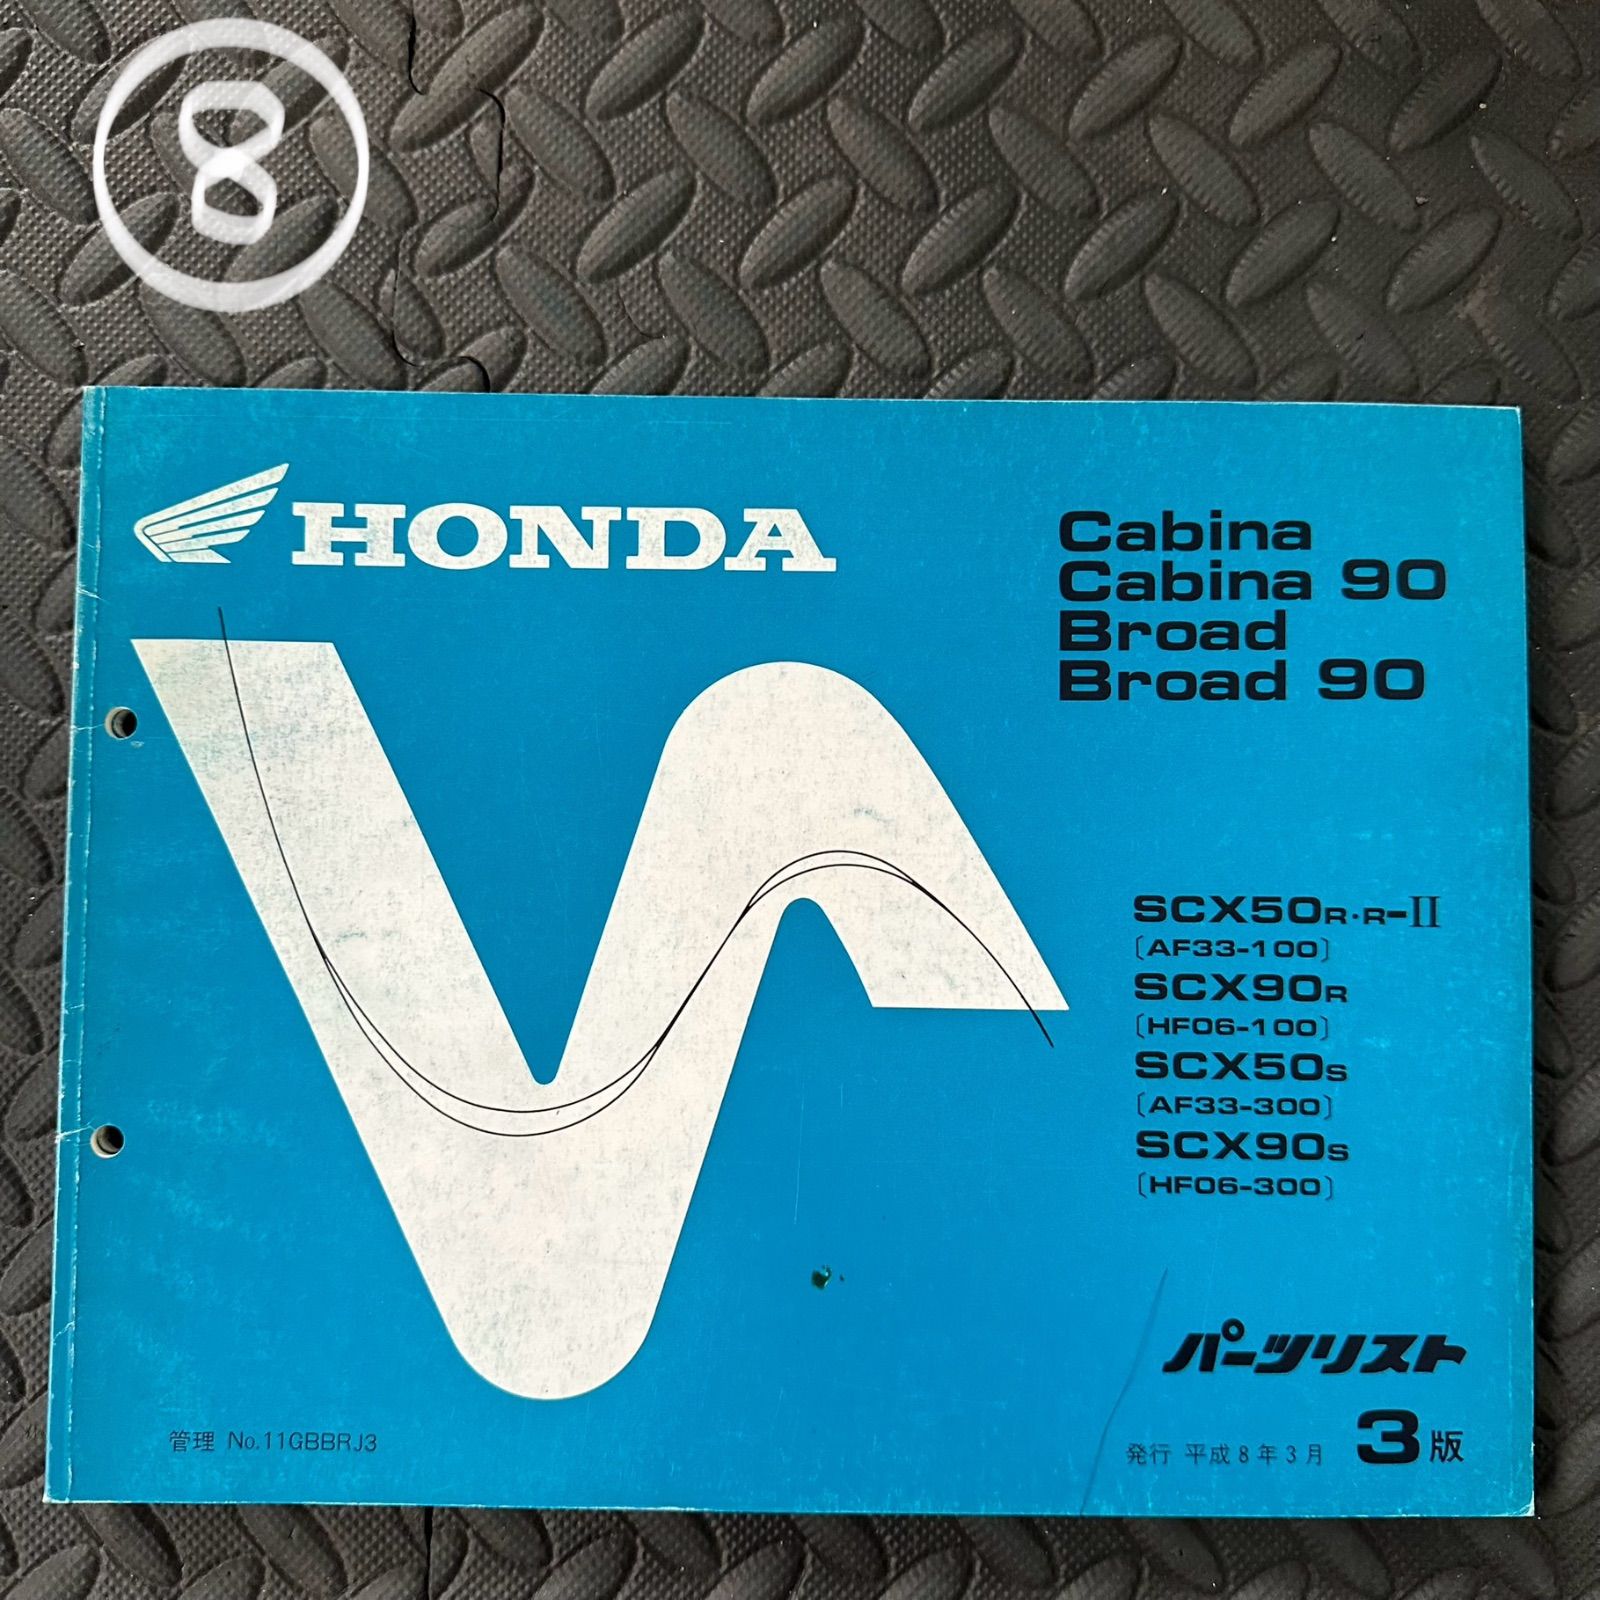 8
HONDA
Cabina
Cabina 90
Broad
Broad 90
SCX50R·R-II
[AF33-100]
SCX90R
[HF06-100]
SCX50S
[AF33-300]
SCX90S
[HF06-300]
パーツリスト
管理 No.11GBBRJ3
発行 平成8年3月 3版